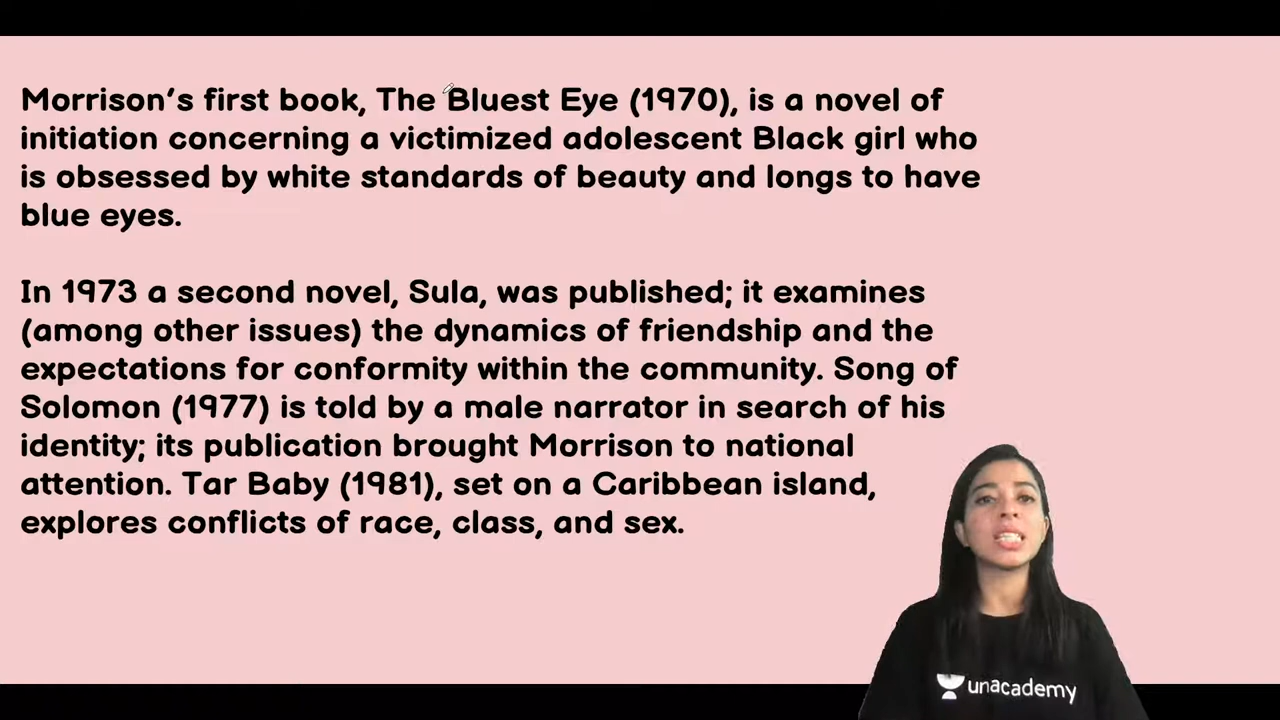 Morrison's first book, The Bluest Eye (1970), is a novel of
initiation concerning a victimized adolescent Black girl who
is obsessed by white standards of beauty and longs to have
blue eyes.
In 1973 a second novel, Sula, was published; it examines
(among other issues) the dynamics of friendship and the
expectations for conformity within the community. Song of
Solomon (1977) is told by a male narrator in search of his
identity; its publication brought Morrison to national
attention. Tar Baby (1981), set on a Caribbean island,
explores conflicts of race, class, and sex.
unacademy